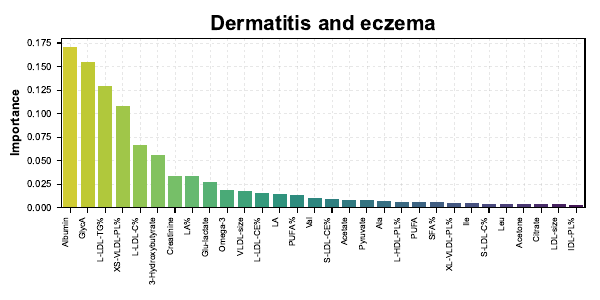 Dermatitis and eczema
Importance
0.175
0.150
0.125
0.100
0.075
0.050
0.025
0.000
Albumin
GlycA
L-LDL-TG%
XS-VLDL-PL%
L-LDL-C%
3-Hydroxybutyrate
Creatinine
LA%
Glu-lactate
Omega-3
VLDL-size
L-LDL-CE%
LA
PUFA%
Val
S-LDL-CE%
Acetate
Pyruvate
Ala
L-HDL-PL%
PUFA
SFA%
XL-VLDL-PL%
Ile
S-LDL-C%
Leu
Acetone
Citrate
LDL-size
IDL-PL%